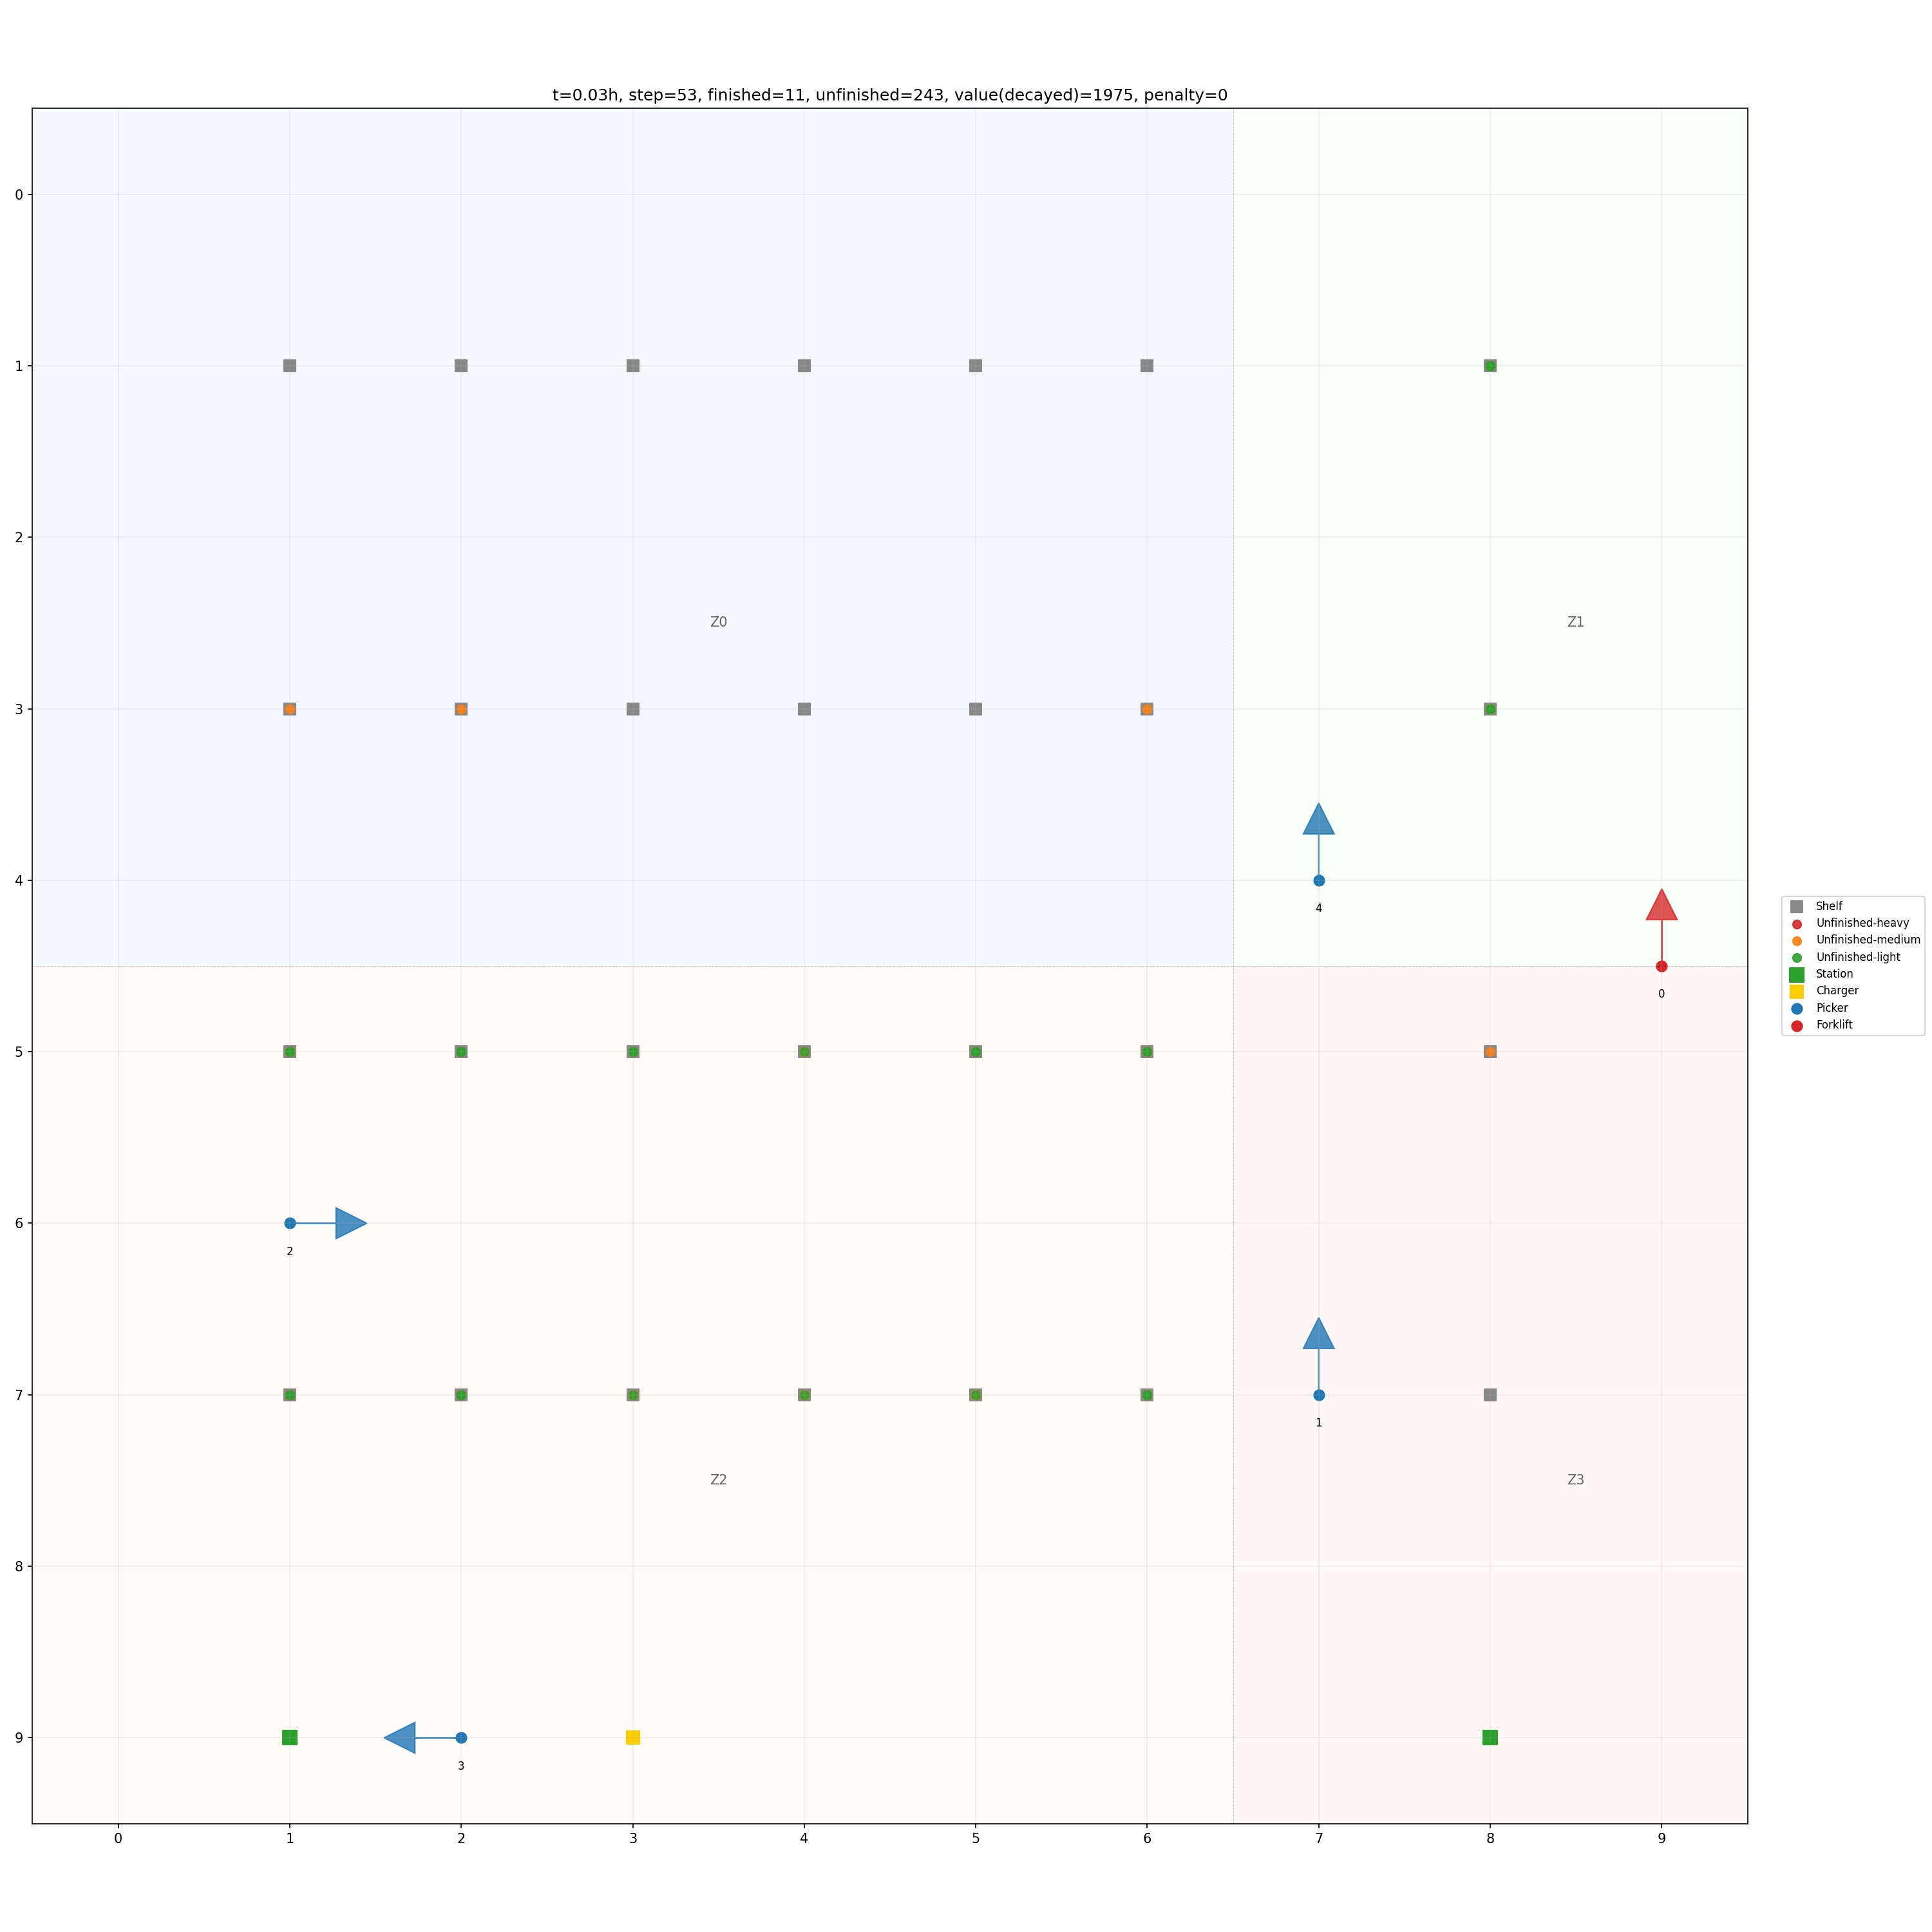 t=0.03h, step=53, finished=11, unfinished=243, value(decayed)=1975, penalty=0
0
1
2
Z0
Z1
3
4
4
0
Shelf
Unfinished-heavy
Unfinished-medium
Unfinished-light
Station
Charger
Picker
Forklift
5
6
2
7
1
Z2
Z3
8
9
3
0 1 2 3 4 5 6 7 8 9